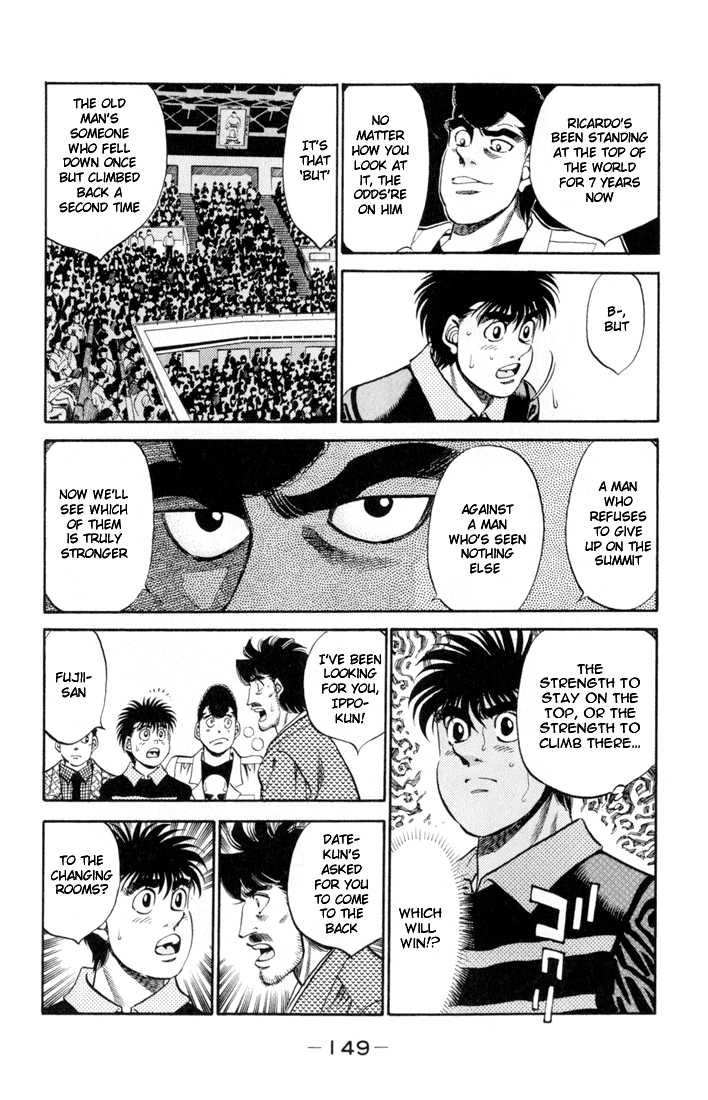 RICARDO'S
BEEN STANDING
AT THE TOP OF
THE WORLD
FOR 7 YEARS
NOW
NO
MATTER
HOW YOU
LOOK AT
IT, THE
ODDS'RE
ON HIM
IT'S
THAT
'BUT'
THE OLD
MAN'S
SOMEONE
WHO FELL
DOWN ONCE
BUT CLIMBED
BACK A
SECOND TIME
B-,
BUT
A MAN
WHO
REFUSES
TO GIVE
UP ON THE
SUMMIT
AGAINST
A MAN
WHO'S SEEN
NOTHING
ELSE
NOW WE'LL
SEE WHICH
OF THEM
IS TRULY
STRONGER
THE
STRENGTH TO
STAY ON THE
TOP, OR THE
STRENGTH TO
CLIMB THERE...
WHICH
WILL
WIN!?
ゴクリ
I'VE BEEN
LOOKING
FOR YOU,
IPPO-
KUN!
FUJII-
SAN
DATE-
KUN'S
ASKED
FOR YOU
TO COME
TO THE
BACK
TO THE
CHANGING
ROOMS?
—149—